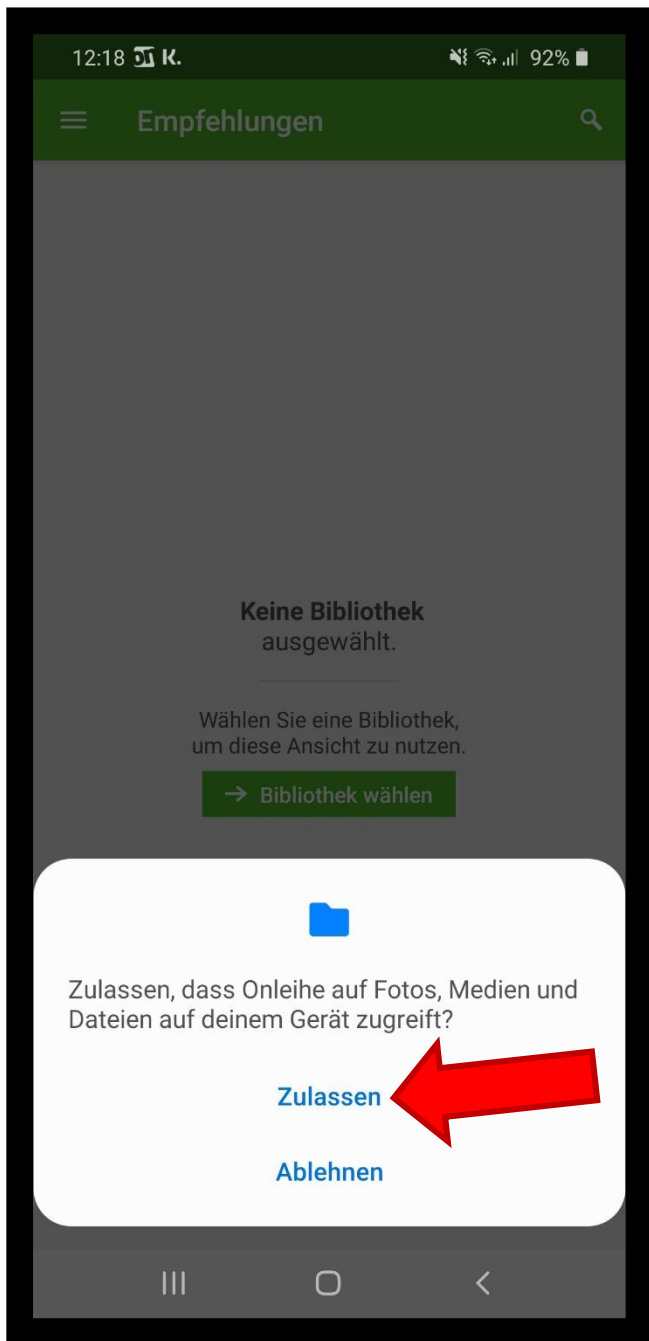 12:18 K. 92%
Empfehlungen
Keine Bibliothek
ausgewählt.
Wählen Sie eine Bibliothek,
um diese Ansicht zu nutzen.
→ Bibliothek wählen
Zulassen, dass Onleihe auf Fotos, Medien und
Dateien auf deinem Gerät zugreift?
Zulassen
Ablehnen